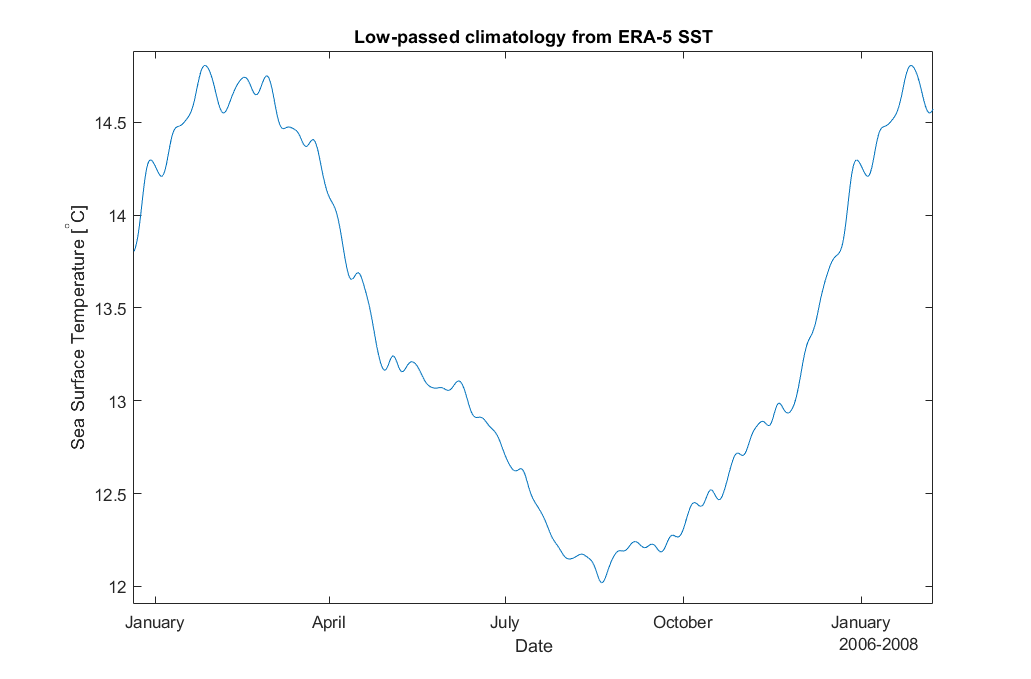 Low-passed climatology from ERA-5 SST
Sea Surface Temperature [°C]
14.5
14
13.5
13
12.5
12
January April July October January
2006-2008
Date